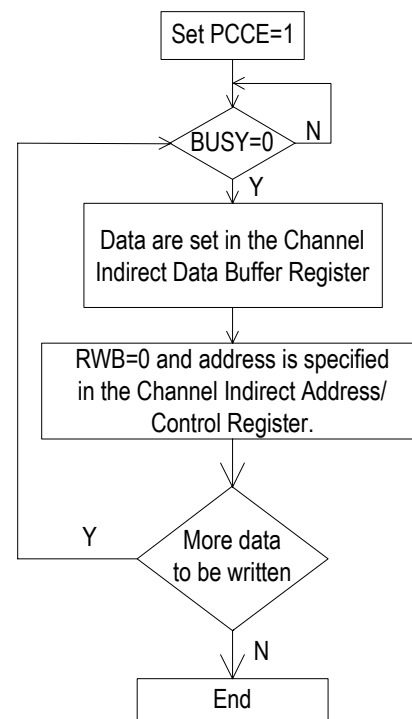 Set PCCE=1
BUSY=0
N
Y
Data are set in the Channel
Indirect Data Buffer Register
RWB=0 and address is specified
in the Channel Indirect Address/
Control Register.
Y
More data
to be written
N
End